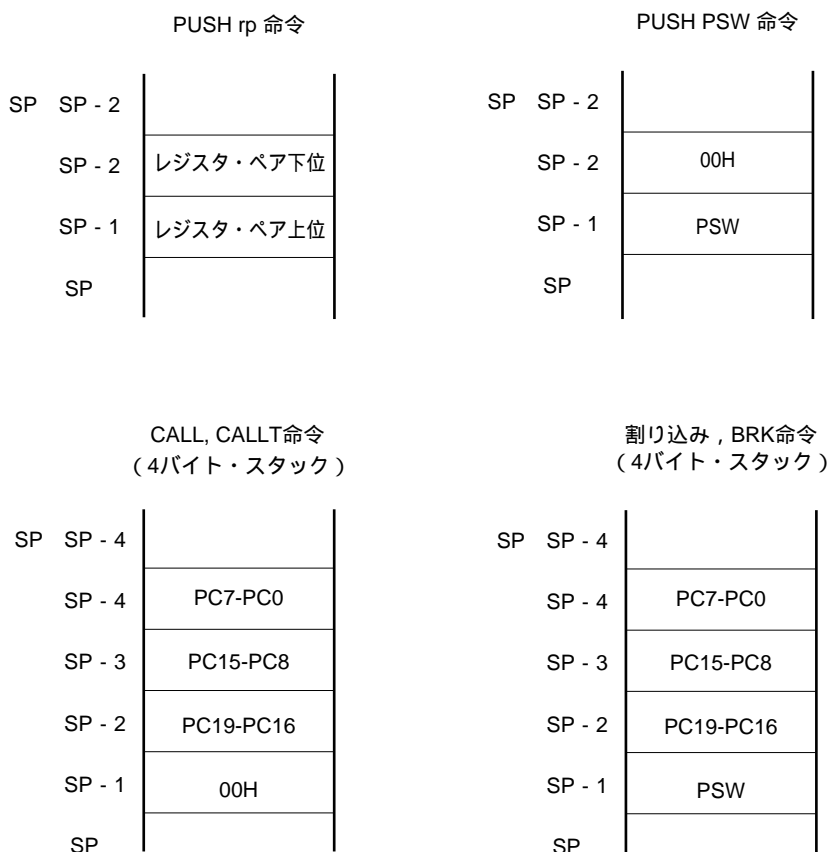 PUSH rp 命令
SP SP - 2
SP - 2 レジスタ・ペア下位
SP - 1 レジスタ・ペア上位
SP
PUSH PSW 命令
SP SP - 2
SP - 2 00H
SP - 1 PSW
SP
CALL, CALLT命令
（4バイト・スタック）
SP SP - 4
SP - 4 PC7-PC0
SP - 3 PC15-PC8
SP - 2 PC19-PC16
SP - 1 00H
SP
割り込み，BRK命令
（4バイト・スタック）
SP SP - 4
SP - 4 PC7-PC0
SP - 3 PC15-PC8
SP - 2 PC19-PC16
SP - 1 PSW
SP